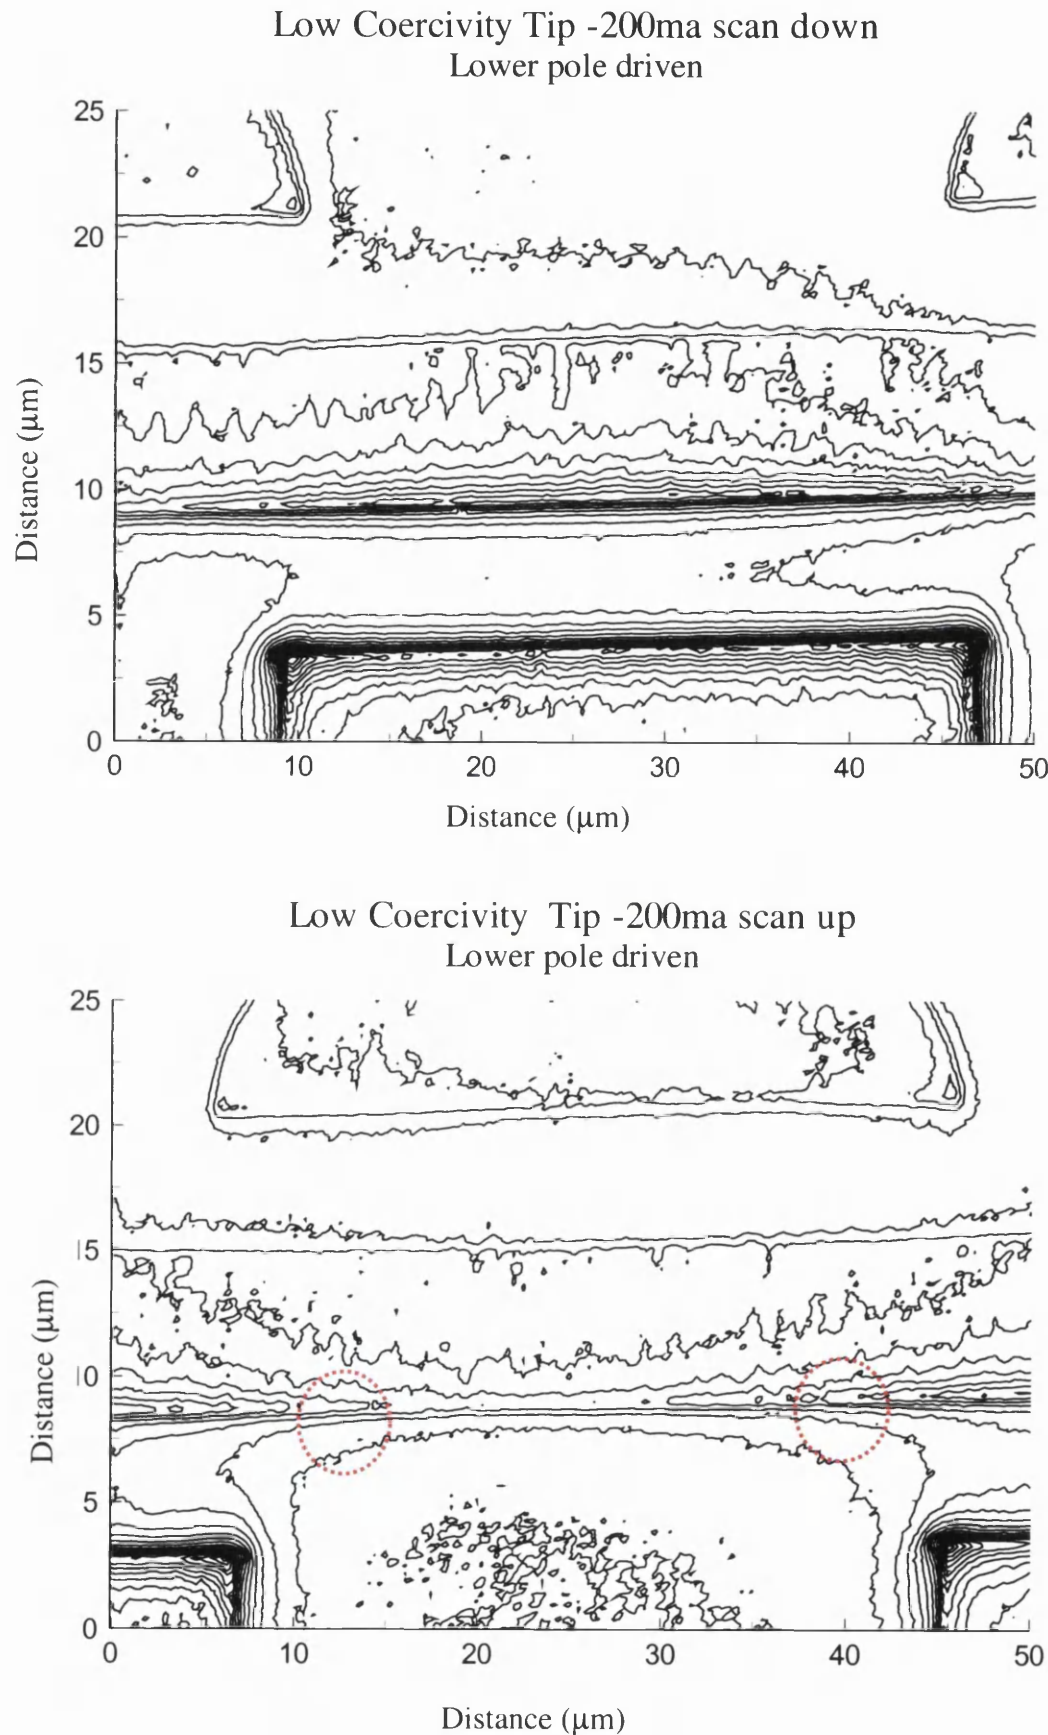 Low Coercivity Tip -200ma scan down
Lower pole driven
25
20
15
10
5
0
Distance (μm)
0 10 20 30 40 50
Distance (μm)
Low Coercivity Tip -200ma scan up
Lower pole driven
25
20
15
10
5
0
Distance (μm)
0 10 20 30 40 50
Distance (μm)